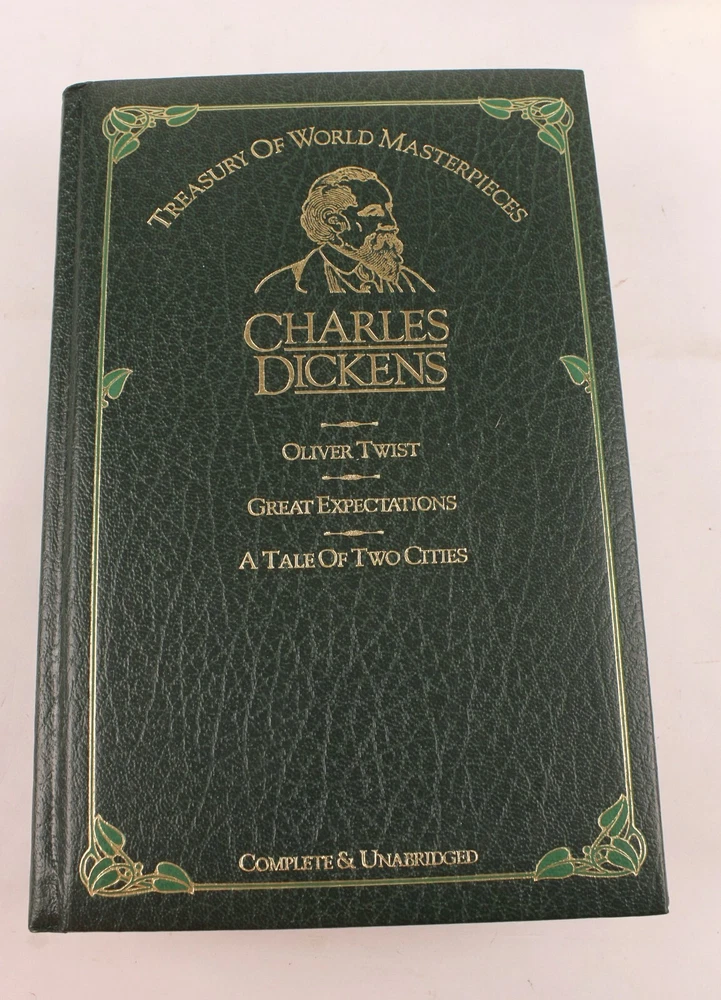 TREASURY OF WORLD MASTERPIECES
CHARLES
DICKENS
OLIVER TWIST
GREAT EXPECTATIONS
A TALE OF TWO CITIES
COMPLETE & UNABRIDGED